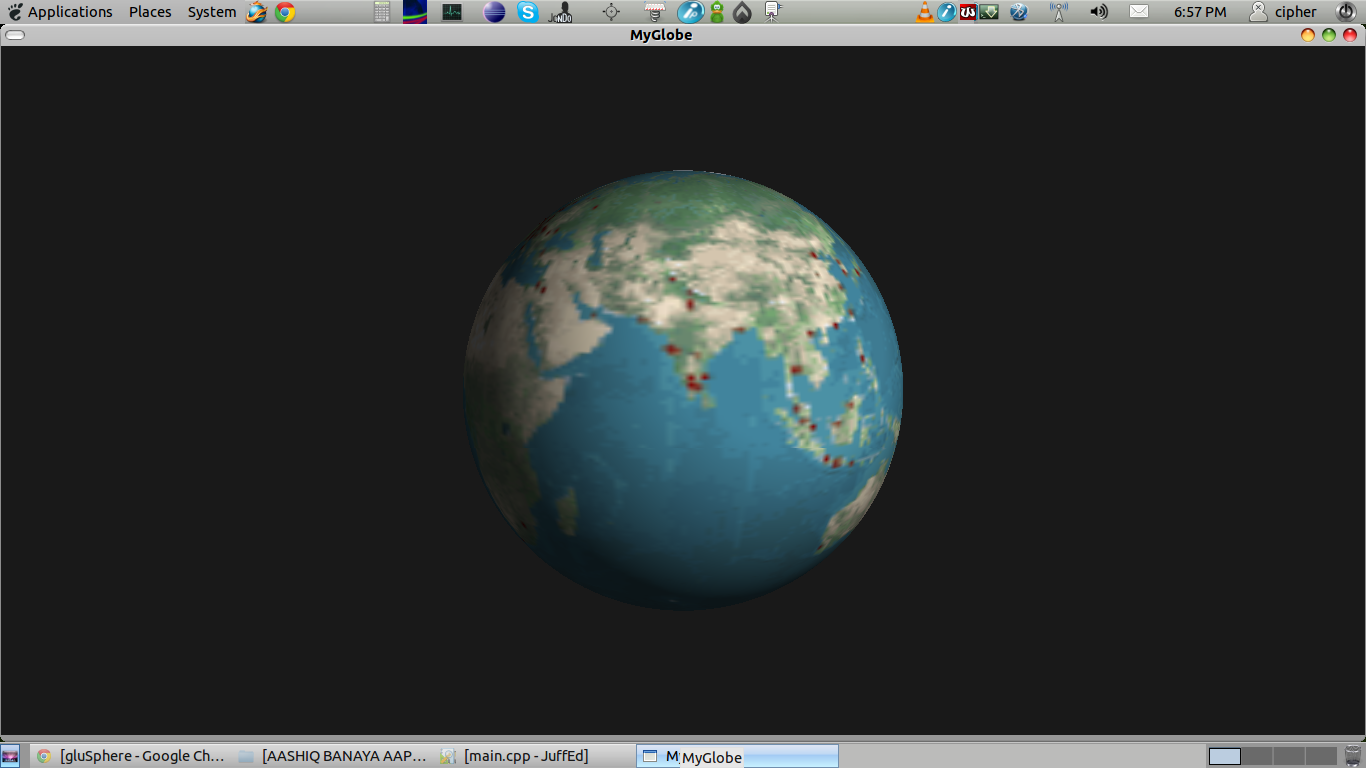 Applications Places System 6:57 PM cipher
MyGlobe
[gluSphere - Google Ch... [AASHIQ BANAYA AAP... [main.cpp - JuffEd] M MyGlobe